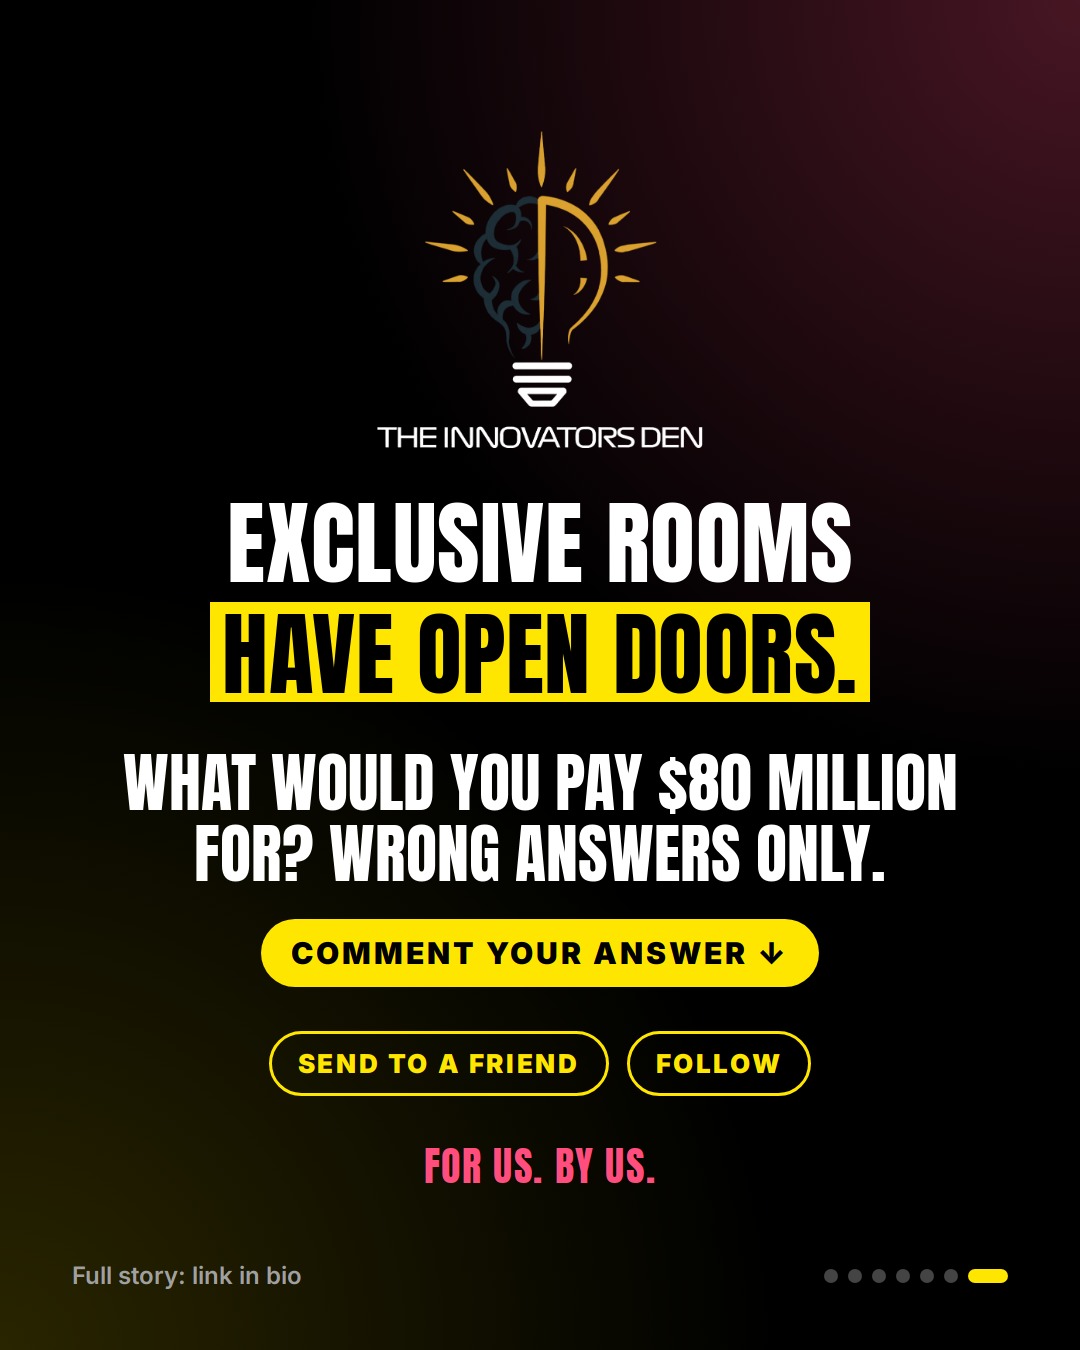 THE INNOVATORS DEN
EXCLUSIVE ROOMS
HAVE OPEN DOORS.
WHAT WOULD YOU PAY $80 MILLION
FOR? WRONG ANSWERS ONLY.
COMMENT YOUR ANSWER ↓
SEND TO A FRIEND
FOLLOW
FOR US. BY US.
Full story: link in bio